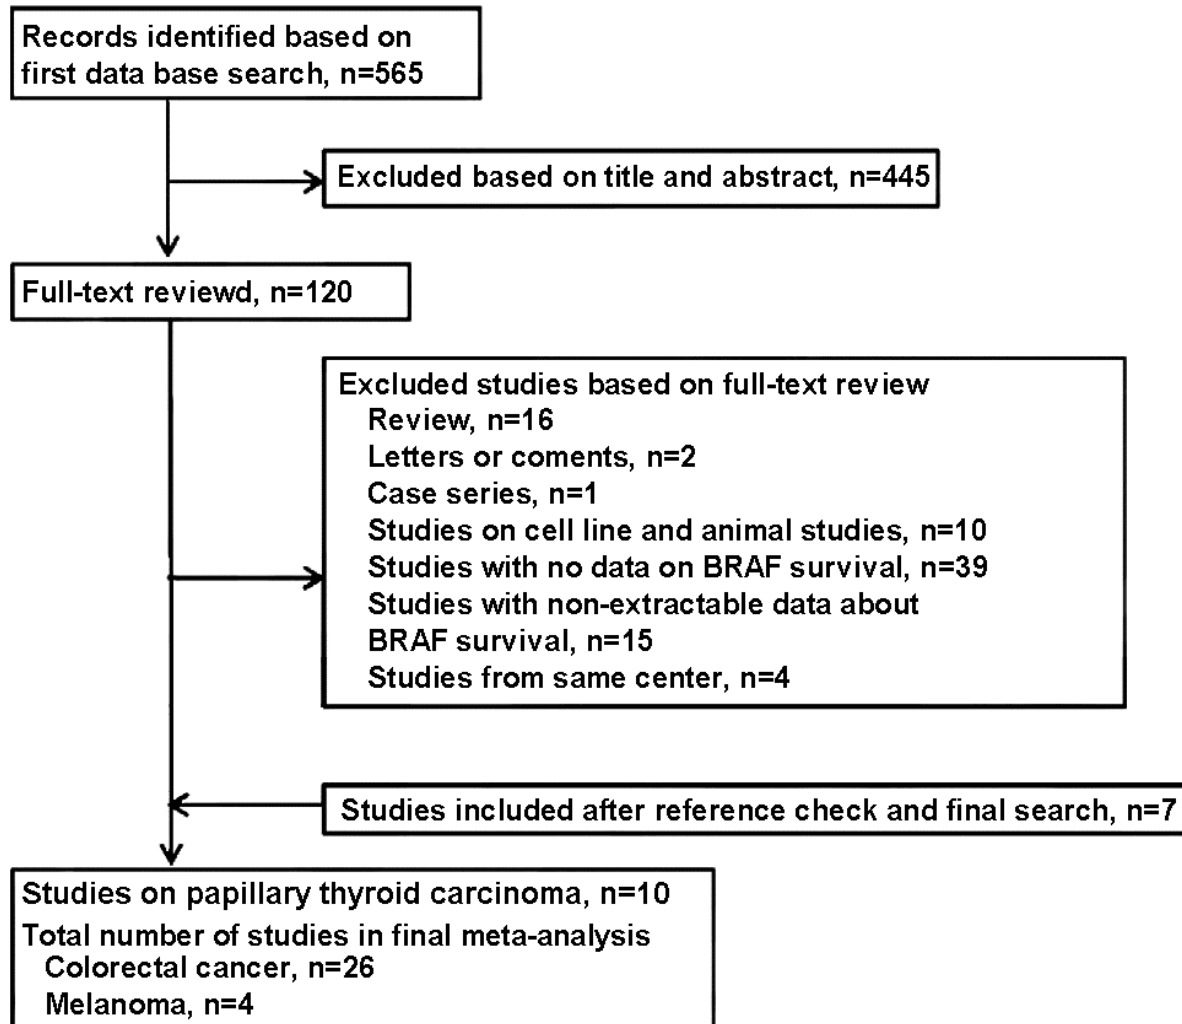 Records identified based on
first data base search, n=565
Excluded based on title and abstract, n=445
Full-text reviewd, n=120
Excluded studies based on full-text review
Review, n=16
Letters or coments, n=2
Case series, n=1
Studies on cell line and animal studies, n=10
Studies with no data on BRAF survival, n=39
Studies with non-extractable data about
BRAF survival, n=15
Studies from same center, n=4
Studies included after reference check and final search, n=7
Studies on papillary thyroid carcinoma, n=10
Total number of studies in final meta-analysis
Colorectal cancer, n=26
Melanoma, n=4